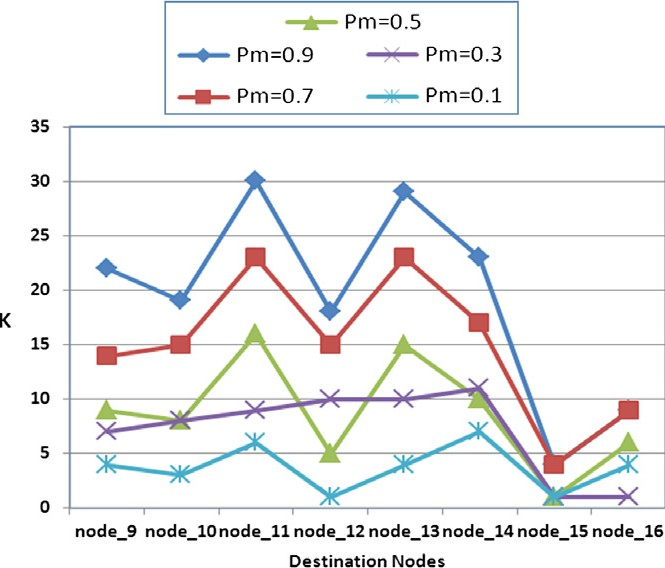 Pm=0.5
Pm=0.9 Pm=0.3
Pm=0.7 Pm=0.1
35
30
25
20
K
15
10
5
0
node_9 node_10 node_11 node_12 node_13 node_14 node_15 node_16
Destination Nodes